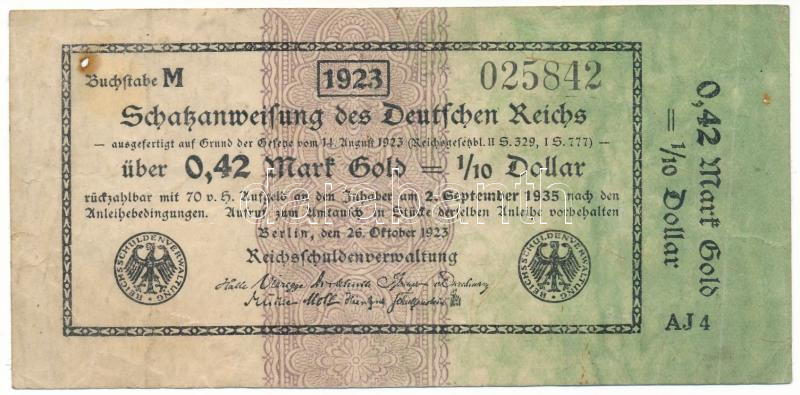 Buchstabe M
1923
025842
Schatzanweisung des Deutschen Reichs
— ausgefertigt auf Grund der Gesetze vom 14. August 1923 (Reichsgesetzbl. II S. 329, I S. 777) —
über 0,42 Mark Gold = 1/10 Dollar
rückzahlbar mit 70 v. H. Aufgeld an den Inhaber am 2. September 1935 nach den
Anleihebedingungen. Anruf zum Umtausch in Stücke derselben Anleihe vorbehalten
Berlin, den 26. Oktober 1923
Reichsschuldenverwaltung
REICHSSCHULDENVERWALTUNG
REICHSSCHULDENVERWALTUNG
0,42 Mark Gold
= 1/10 Dollar
AJ 4
darabanth